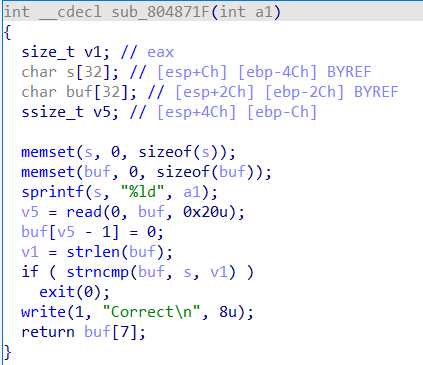 int __cdecl sub_804871F(int a1)
{
  size_t v1; // eax
  char s[32]; // [esp+Ch] [ebp-4Ch] BYREF
  char buf[32]; // [esp+2Ch] [ebp-2Ch] BYREF
  ssize_t v5; // [esp+4Ch] [ebp-Ch]

  memset(s, 0, sizeof(s));
  memset(buf, 0, sizeof(buf));
  sprintf(s, "%ld", a1);
  v5 = read(0, buf, 0x20u);
  buf[v5 - 1] = 0;
  v1 = strlen(buf);
  if ( strncmp(buf, s, v1) )
    exit(0);
  write(1, "Correct\n", 8u);
  return buf[7];
}